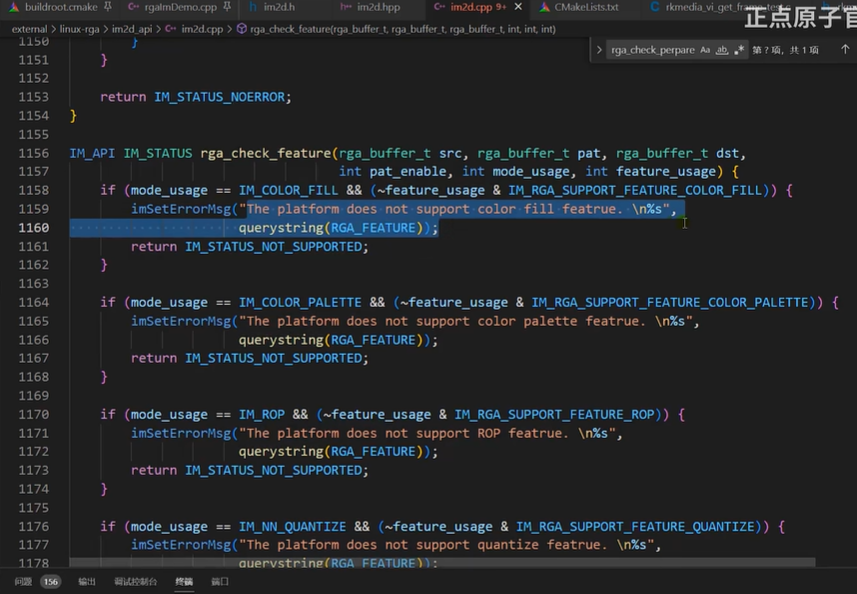 buildroot.cmake rgaImDemo.cpp im2d.h im2d.hpp im2d.cpp 9+ CMakeLists.txt
正点原子官
external > linux-rga > im2d_api > im2d.cpp > rga_check_feature(rga_buffer_t, rga_buffer_t, rga_buffer_t, int, int, int)
rga_check_perpare Aa ab .* 第?项, 共1项
1150 }
1151 }
1152
1153 return IM_STATUS_NOERROR;
1154 }
1155
1156 IM_API IM_STATUS rga_check_feature(rga_buffer_t src, rga_buffer_t pat, rga_buffer_t dst,
1157 int pat_enable, int mode_usage, int feature_usage) {
1158 if (mode_usage == IM_COLOR_FILL && (~feature_usage & IM_RGA_SUPPORT_FEATURE_COLOR_FILL)) {
1159 imSetErrorMsg("The platform does not support color fill featrue. \n%s",
1160 querystring(RGA_FEATURE));
1161 return IM_STATUS_NOT_SUPPORTED;
1162 }
1163
1164 if (mode_usage == IM_COLOR_PALETTE && (~feature_usage & IM_RGA_SUPPORT_FEATURE_COLOR_PALETTE)) {
1165 imSetErrorMsg("The platform does not support color palette featrue. \n%s",
1166 querystring(RGA_FEATURE));
1167 return IM_STATUS_NOT_SUPPORTED;
1168 }
1169
1170 if (mode_usage == IM_ROP && (~feature_usage & IM_RGA_SUPPORT_FEATURE_ROP)) {
1171 imSetErrorMsg("The platform does not support ROP featrue. \n%s",
1172 querystring(RGA_FEATURE));
1173 return IM_STATUS_NOT_SUPPORTED;
1174 }
1175
1176 if (mode_usage == IM_NN_QUANTIZE && (~feature_usage & IM_RGA_SUPPORT_FEATURE_QUANTIZE)) {
1177 imSetErrorMsg("The platform does not support quantize featrue. \n%s",
1178 querystring(RGA_FEATURE));
问题 156 输出 调试控制台 终端 端口